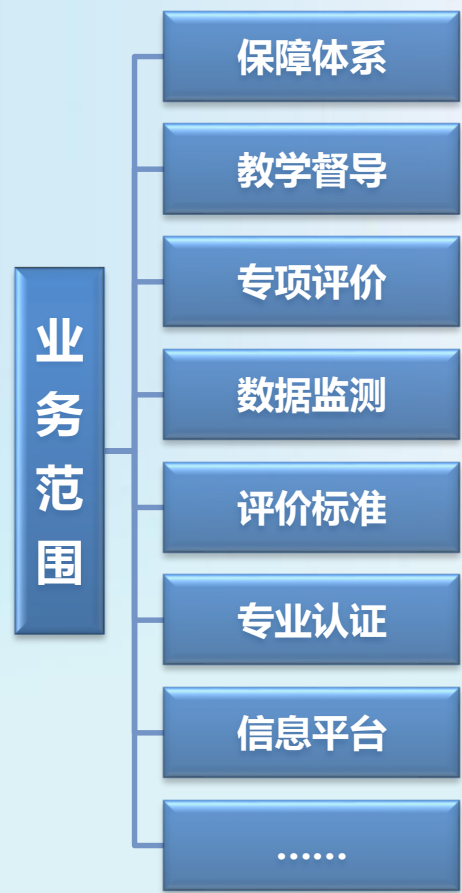 业务范围
保障体系
教学督导
专项评价
数据监测
评价标准
专业认证
信息平台
……